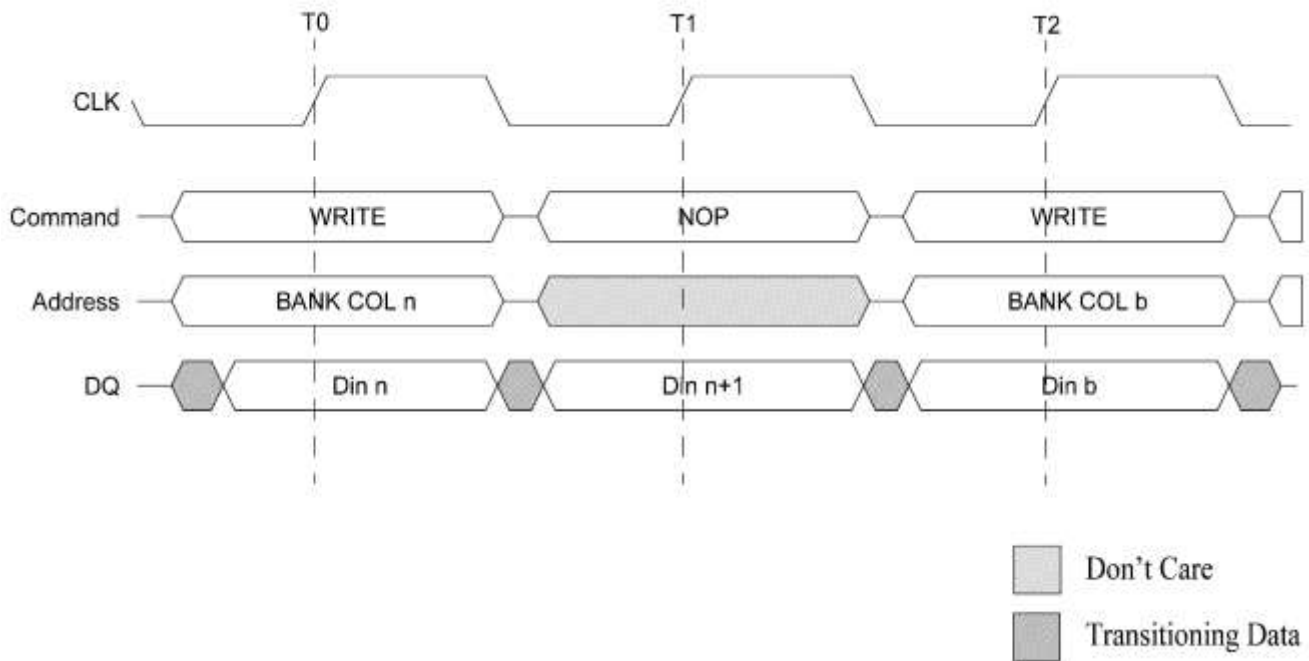 T0 T1 T2
CLK
Command WRITE NOP WRITE
Address BANK COL n BANK COL b
DQ Din n Din n+1 Din b
Don't Care
Transitioning Data